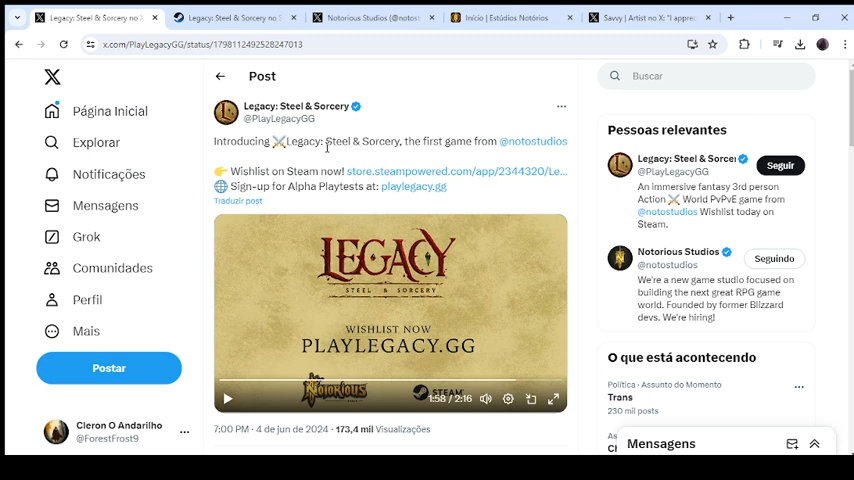 Legacy: Steel & Sorcery no X
Legacy: Steel & Sorcery no S
Notorious Studios (@notost
Início | Estúdios Notórios
Savvy | Artist no X: "I apprec
x.com/PlayLegacyGG/status/1798112492528247013
Página Inicial
Explorar
Notificações
Mensagens
Grok
Comunidades
Perfil
Mais
Postar
Cleron O Andarilho
@ForestFrost9
Post
Legacy: Steel & Sorcery
@PlayLegacyGG
Introducing ⚔️Legacy: Steel & Sorcery, the first game from @notostudios
👉 Wishlist on Steam now! store.steampowered.com/app/2344320/Le...
🌐 Sign-up for Alpha Playtests at: playlegacy.gg
Traduzir post
LEGACY
STEEL & SORCERY
WISHLIST NOW
PLAYLEGACY.GG
NOTORIOUS
STEAM
1:58 / 2:16
7:00 PM · 4 de jun de 2024 · 173,4 mil Visualizações
Buscar
Pessoas relevantes
Legacy: Steel & Sorcer
@PlayLegacyGG
Seguir
An immersive fantasy 3rd person
Action ⚔️ World PvPvE game from
@notostudios Wishlist today on
Steam.
Notorious Studios
@notostudios
Seguindo
We're a new game studio focused on
building the next great RPG game
world. Founded by former Blizzard
devs. We're hiring!
O que está acontecendo
Política · Assunto do Momento
Trans
230 mil posts
Mensagens